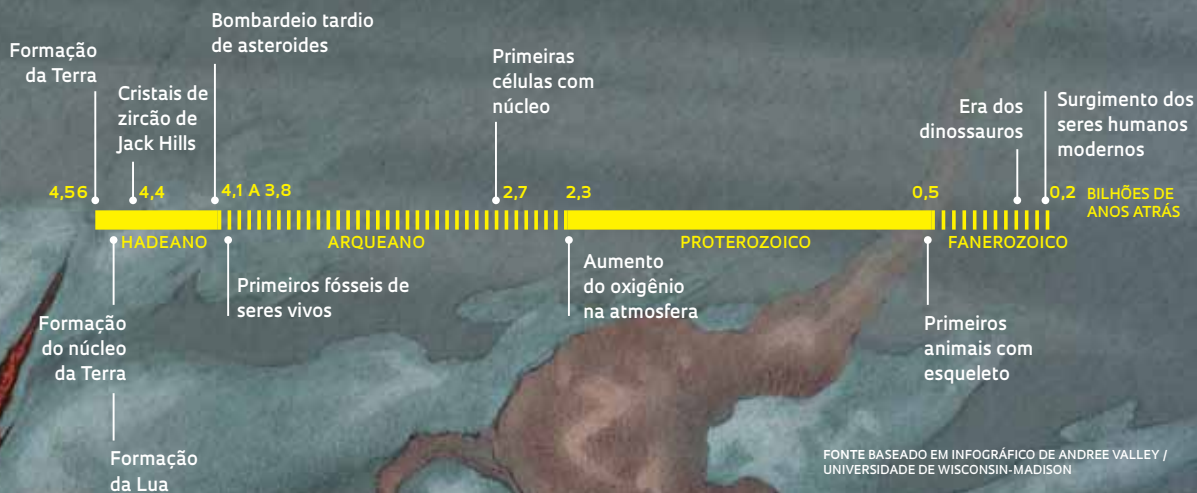 Bombardeio tardio
de asteroides
Formação
da Terra
Cristais de
zircão de
Jack Hills
Primeiras
células com
núcleo
Era dos
dinossauros
Surgimento dos
seres humanos
modernos
4,56
4,4
4,1 A 3,8
2,7
2,3
0,5
0,2
BILHÕES DE
ANOS ATRÁS
HADEANO
ARQUEANO
PROTEROZOICO
FANEROZOICO
Formação
do núcleo
da Terra
Primeiros fósseis de
seres vivos
Aumento
do oxigênio
na atmosfera
Primeiros
animais com
esqueleto
Formação
da Lua
FONTE BASEADO EM INFOGRÁFICO DE ANDREE VALLEY /
UNIVERSIDADE DE WISCONSIN-MADISON